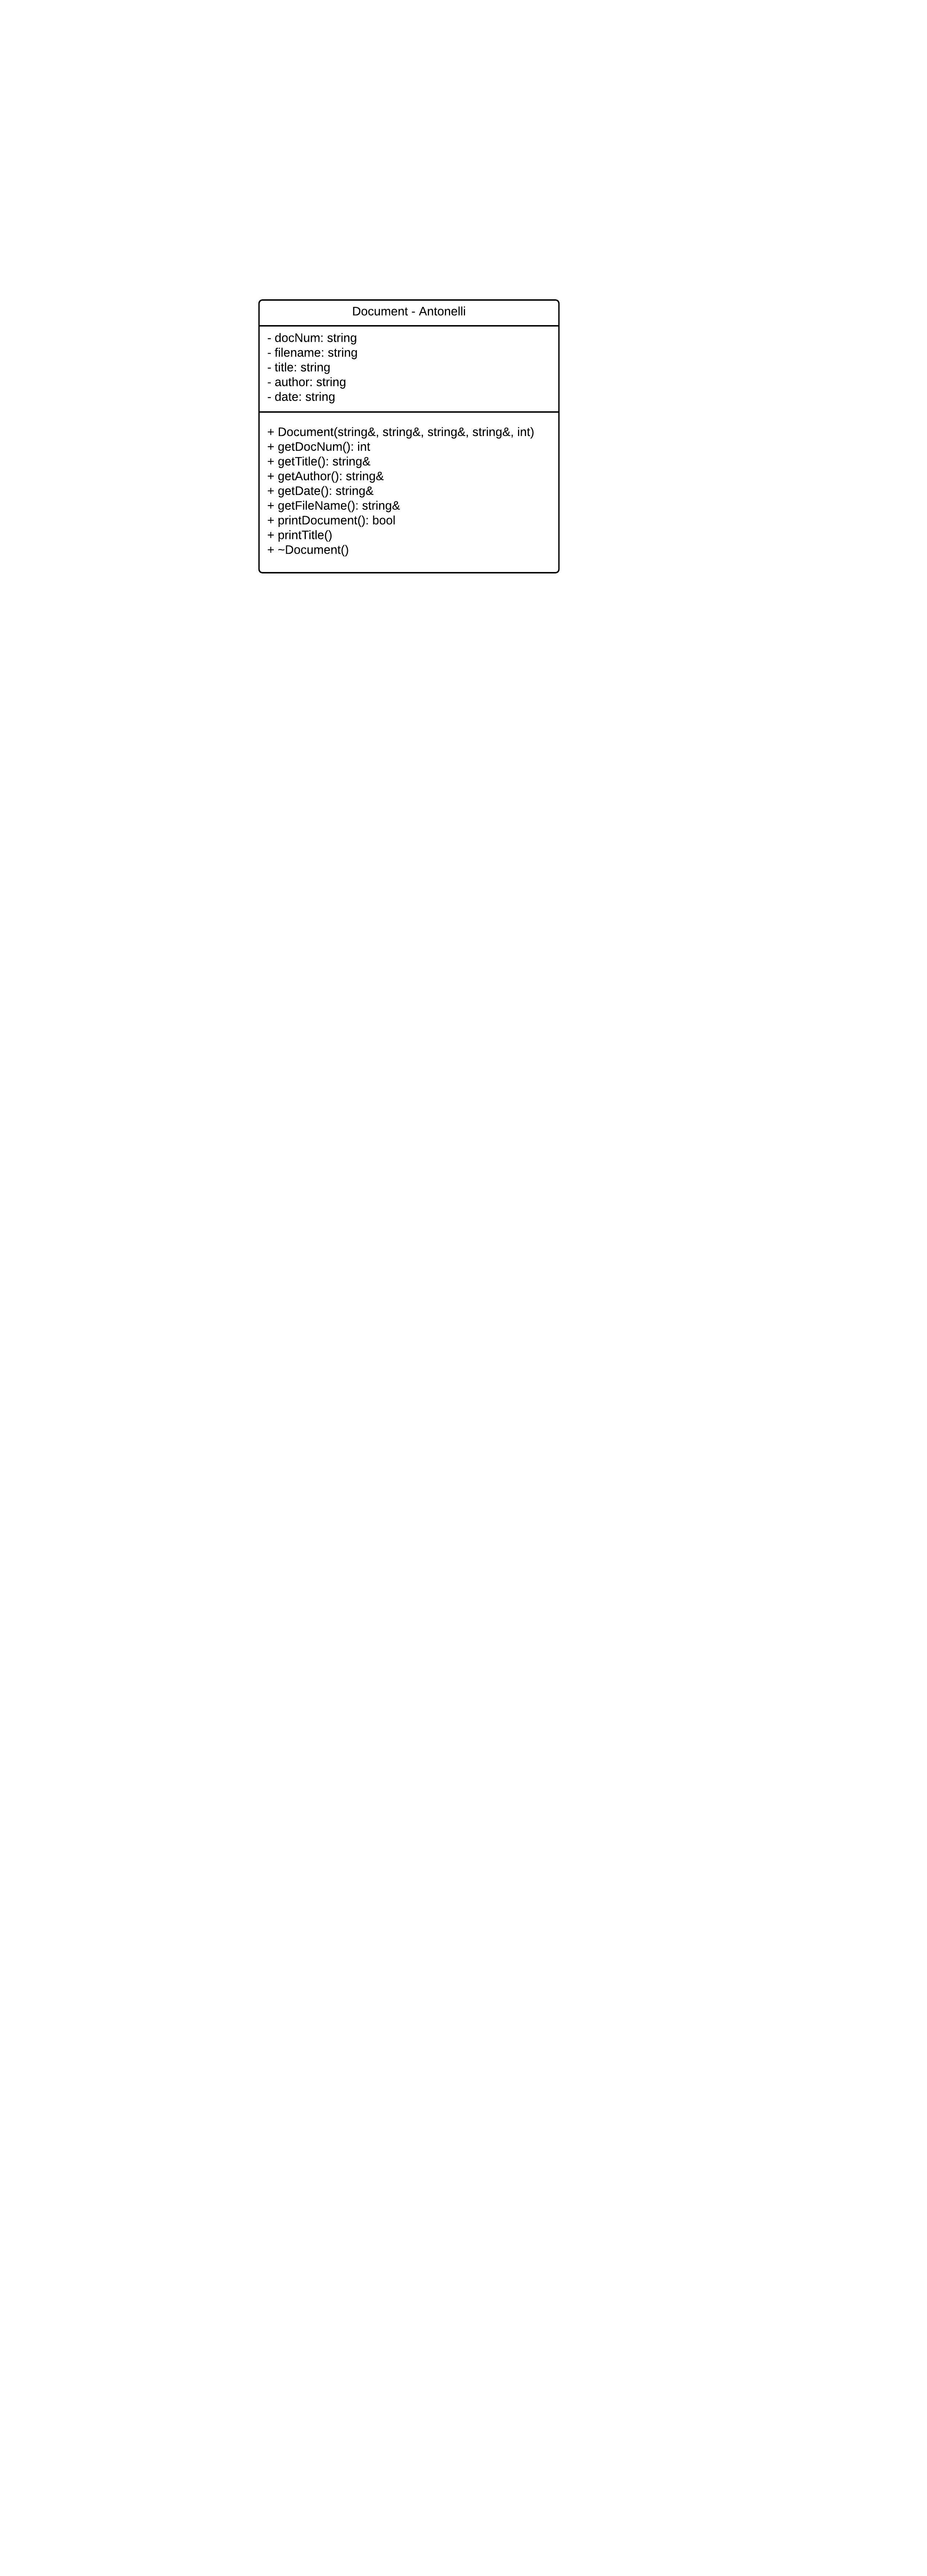 Document - Antonelli
- docNum: string
- filename: string
- title: string
- author: string
- date: string
+ Document(string&, string&, string&, string&, int)
+ getDocNum(): int
+ getTitle(): string&
+ getAuthor(): string&
+ getDate(): string&
+ getFileName(): string&
+ printDocument(): bool
+ printTitle()
+ ~Document()